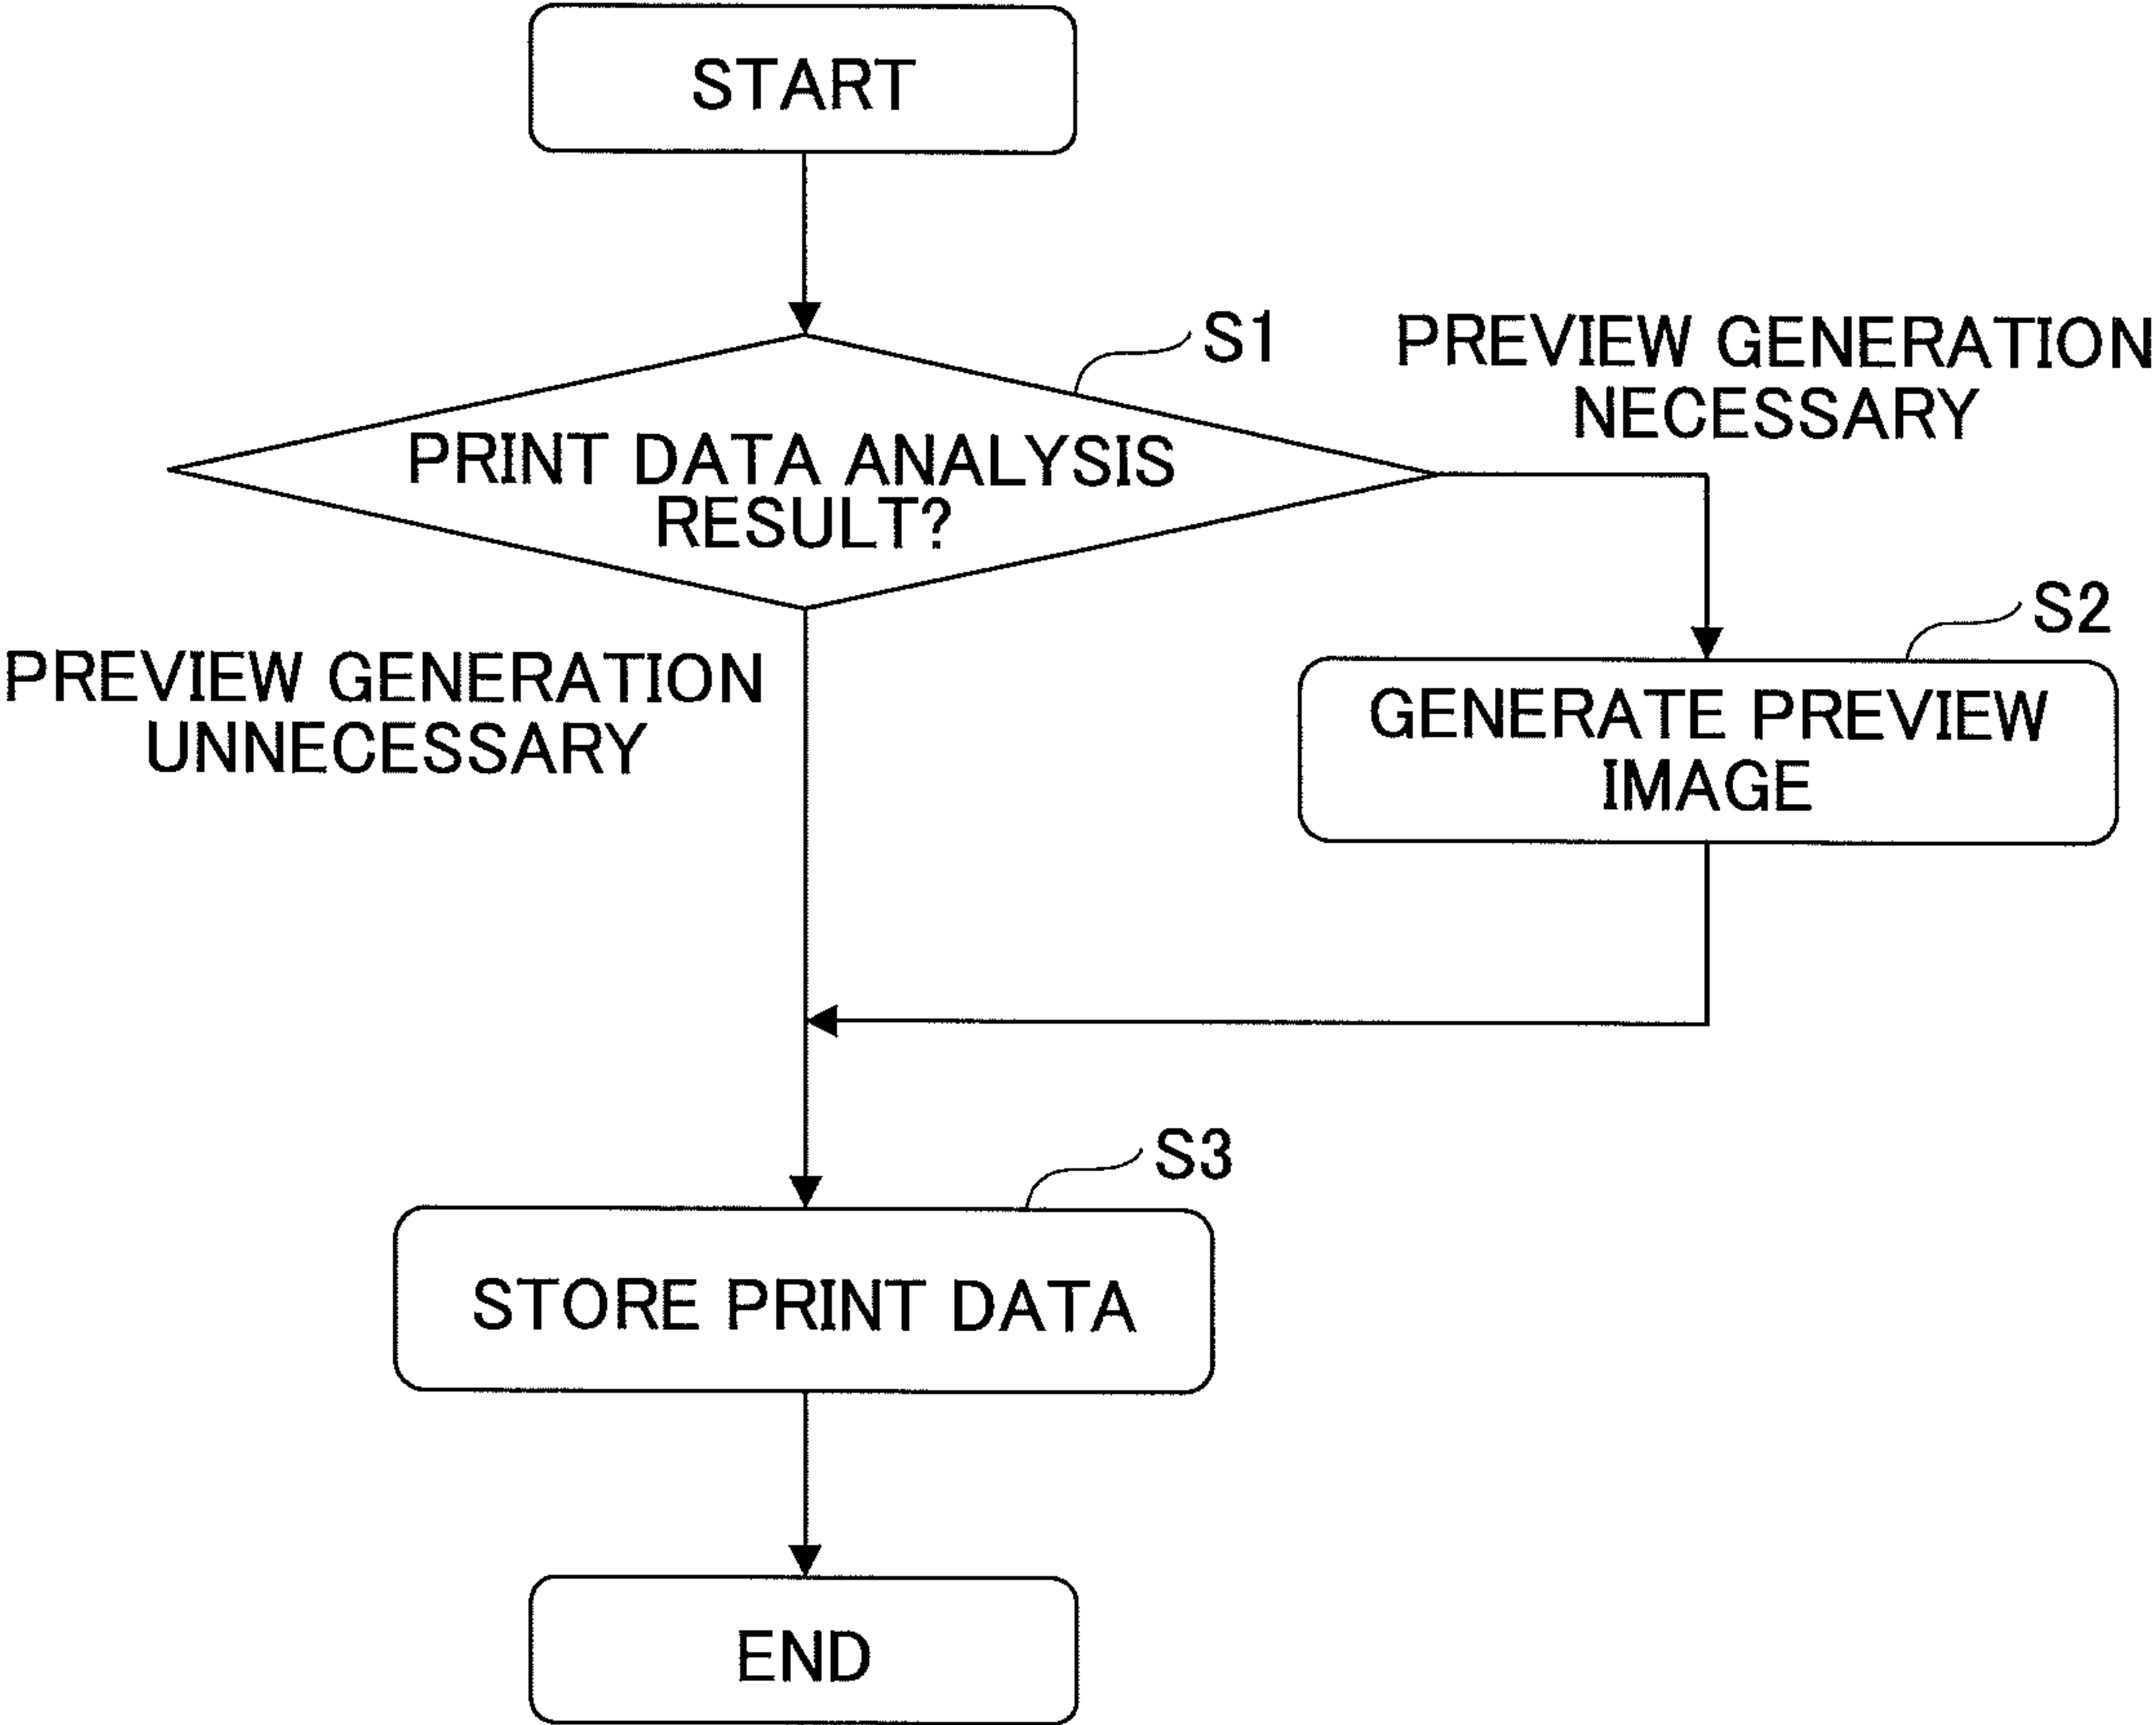 START
S1
PREVIEW GENERATION
NECESSARY
PRINT DATA ANALYSIS
RESULT?
S2
PREVIEW GENERATION
UNNECESSARY
GENERATE PREVIEW
IMAGE
S3
STORE PRINT DATA
END